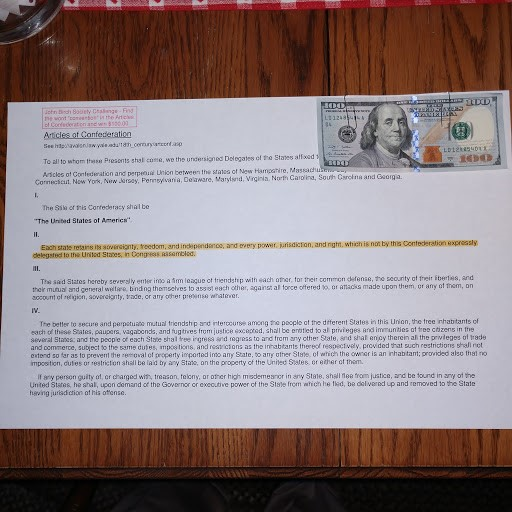 John Birch Society Challenge - Find
the word "convention" in the Articles
of Confederation and win $100.00
Articles of Confederation
See http://avalon.law.yale.edu/18th_century/artconf.asp
To all to whom these Presents shall come, we the undersigned Delegates of the States affixed t
Articles of Confederation and perpetual Union between the states of New Hampshire, Massachusetts-Bay
Connecticut, New York, New Jersey, Pennsylvania, Delaware, Maryland, Virginia, North Carolina, South Carolina and Georgia.
I.
The Stile of this Confederacy shall be
"The United States of America".
II.
Each state retains its sovereignty, freedom, and independence, and every power, jurisdiction, and right, which is not by this Confederation expressly
delegated to the United States, in Congress assembled.
III.
The said States hereby severally enter into a firm league of friendship with each other, for their common defense, the security of their liberties, and
their mutual and general welfare, binding themselves to assist each other, against all force offered to, or attacks made upon them, or any of them, on
account of religion, sovereignty, trade, or any other pretense whatever.
IV.
The better to secure and perpetuate mutual friendship and intercourse among the people of the different States in this Union, the free inhabitants of
each of these States, paupers, vagabonds, and fugitives from justice excepted, shall be entitled to all privileges and immunities of free citizens in the
several States; and the people of each State shall free ingress and regress to and from any other State, and shall enjoy therein all the privileges of trade
and commerce, subject to the same duties, impositions, and restrictions as the inhabitants thereof respectively, provided that such restrictions shall not
extend so far as to prevent the removal of property imported into any State, to any other State, of which the owner is an inhabitant; provided also that no
imposition, duties or restriction shall be laid by any State, on the property of the United States, or either of them.
If any person guilty of, or charged with, treason, felony, or other high misdemeanor in any State, shall flee from justice, and be found in any of the
United States, he shall, upon demand of the Governor or executive power of the State from which he fled, be delivered up and removed to the State
having jurisdiction of his offense.
100
THE UNITED STATES
OF AMERICA
100
100
100